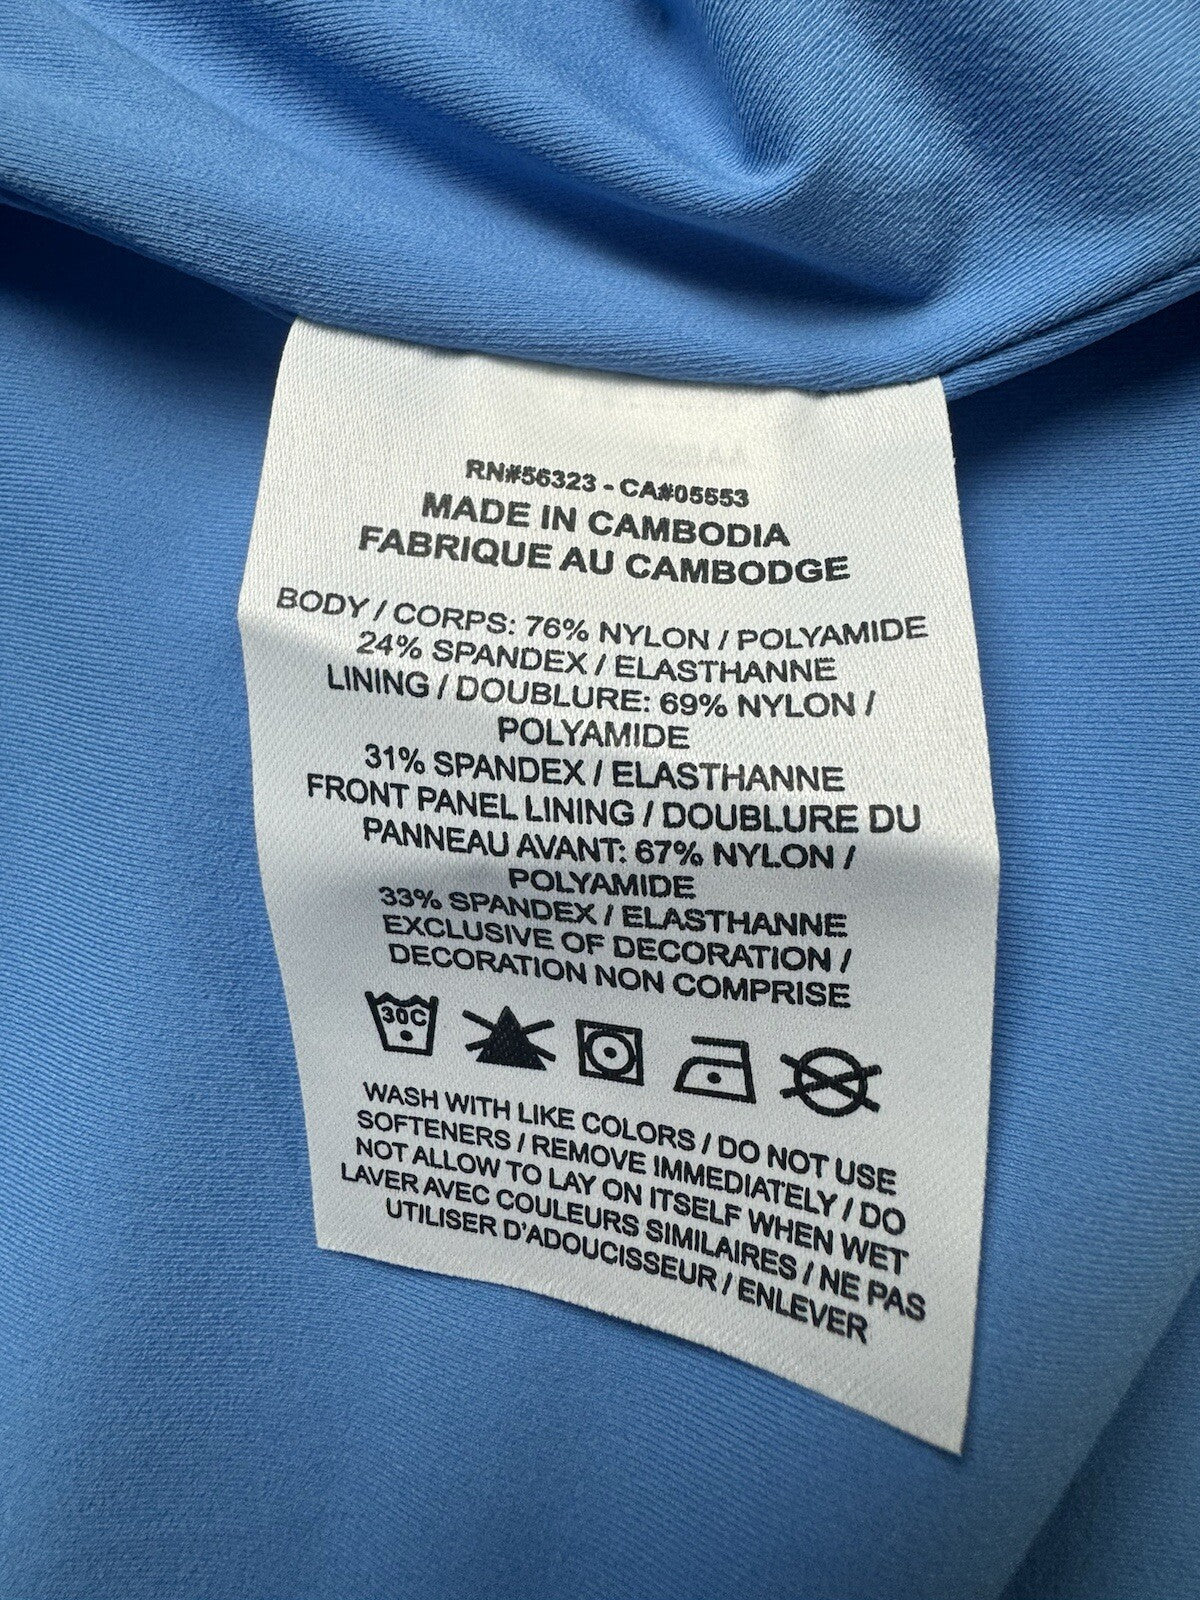 RN#56323 - CA#05553
MADE IN CAMBODIA
FABRIQUE AU CAMBODGE
BODY / CORPS: 76% NYLON / POLYAMIDE
24% SPANDEX / ELASTHANNE
LINING / DOUBLURE: 69% NYLON /
POLYAMIDE
31% SPANDEX / ELASTHANNE
FRONT PANEL LINING / DOUBLURE DU
PANNEAU AVANT: 67% NYLON /
POLYAMIDE
33% SPANDEX / ELASTHANNE
EXCLUSIVE OF DECORATION /
DECORATION NON COMPRISE
30C
WASH WITH LIKE COLORS / DO NOT USE
SOFTENERS / REMOVE IMMEDIATELY / DO
NOT ALLOW TO LAY ON ITSELF WHEN WET
LAVER AVEC COULEURS SIMILAIRES / NE PAS
UTILISER D'ADOUCISSEUR / ENLEVER